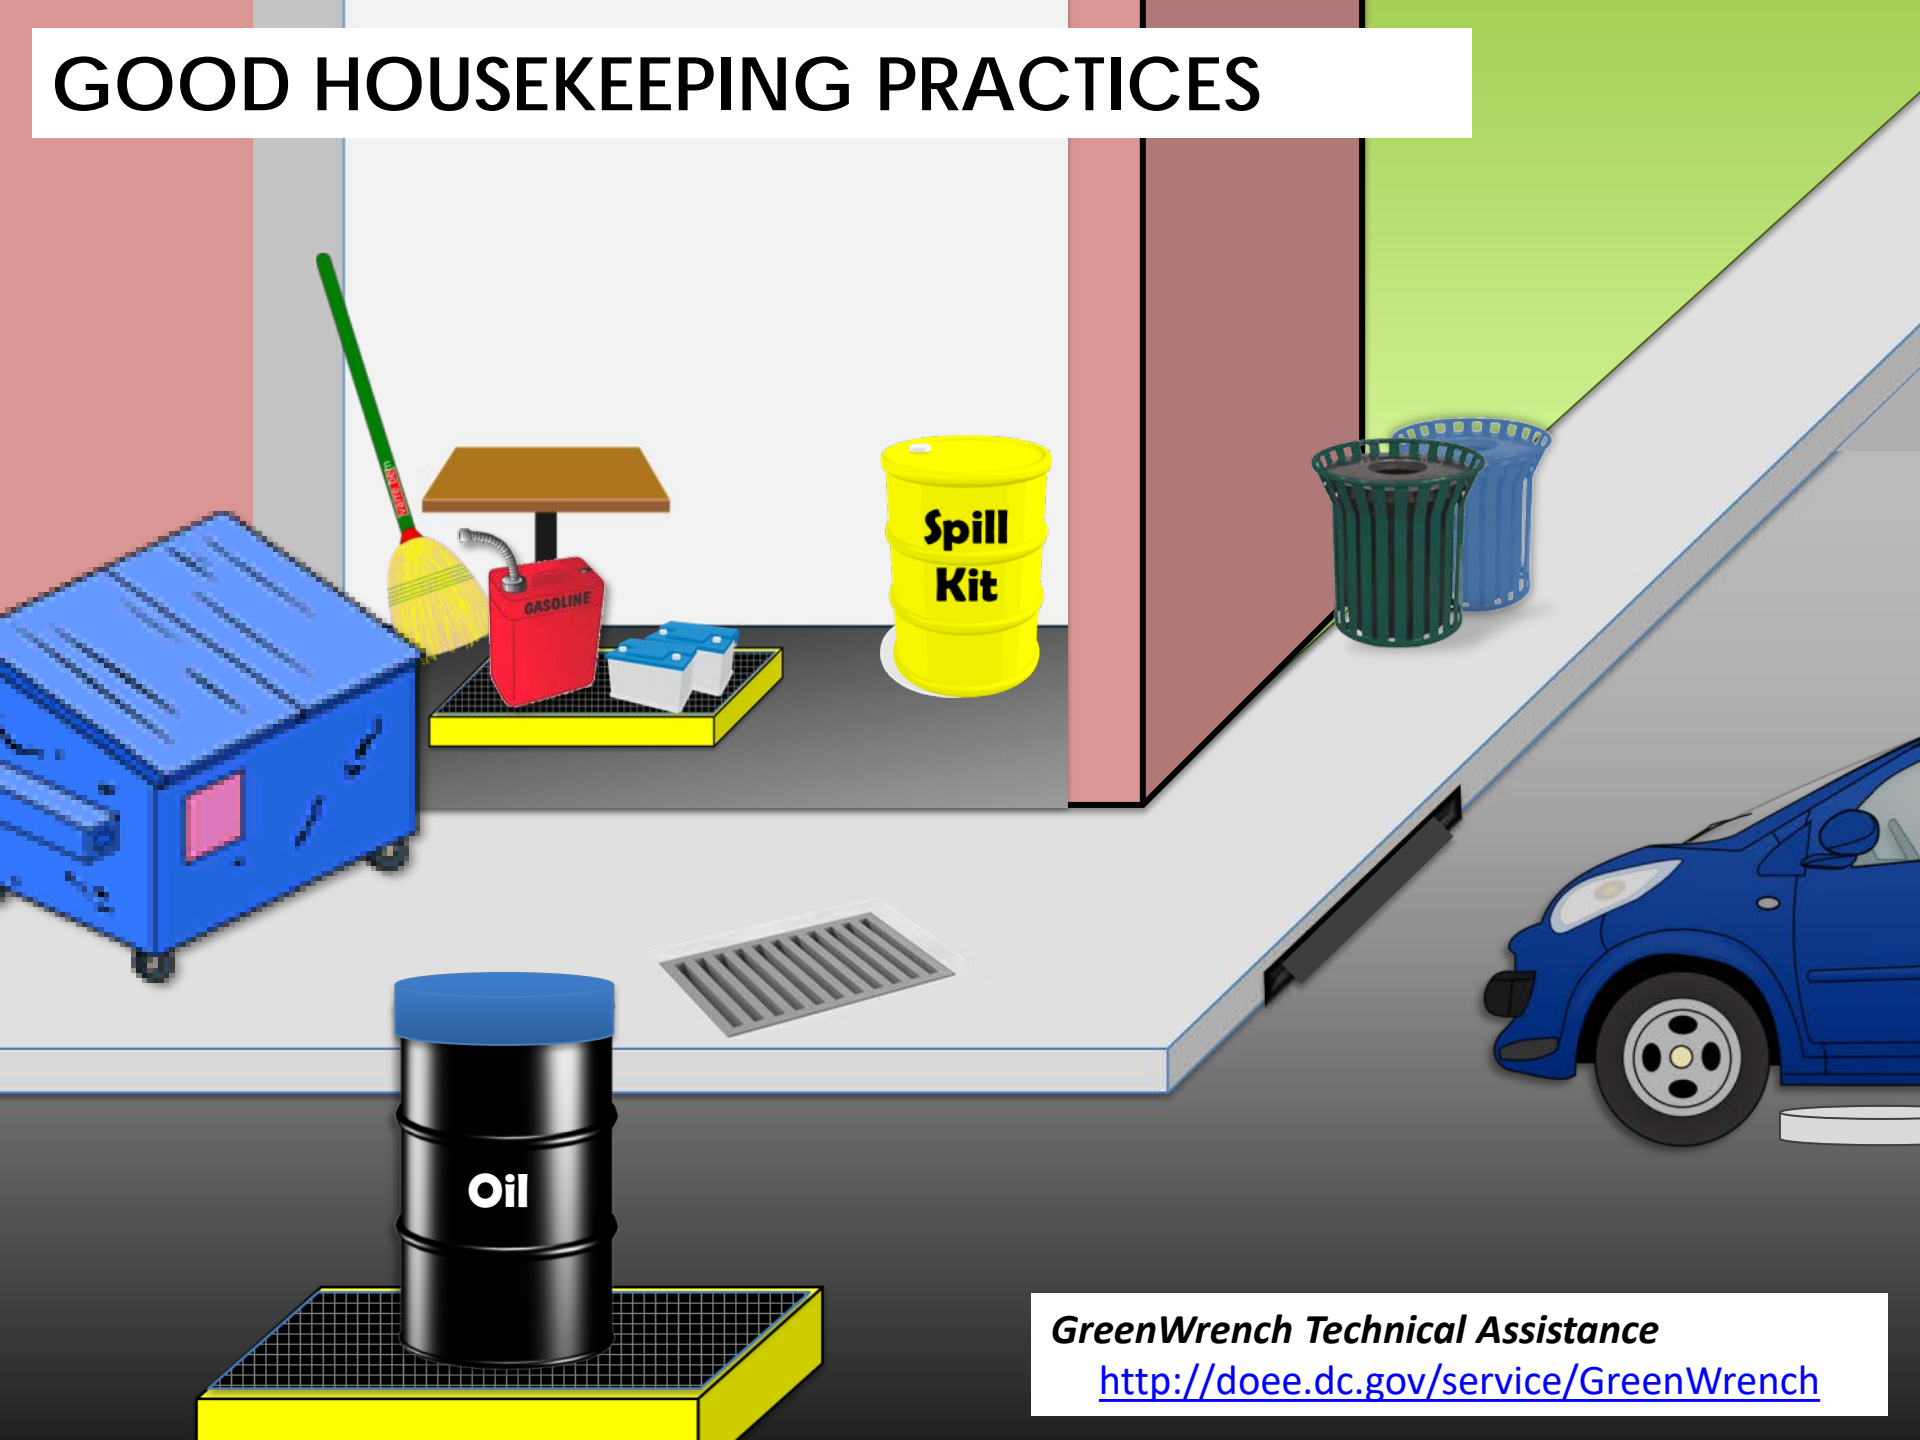 GOOD HOUSEKEEPING PRACTICES
Spill
Kit
GASOLINE
Oil
GreenWrench Technical Assistance
http://doee.dc.gov/service/GreenWrench